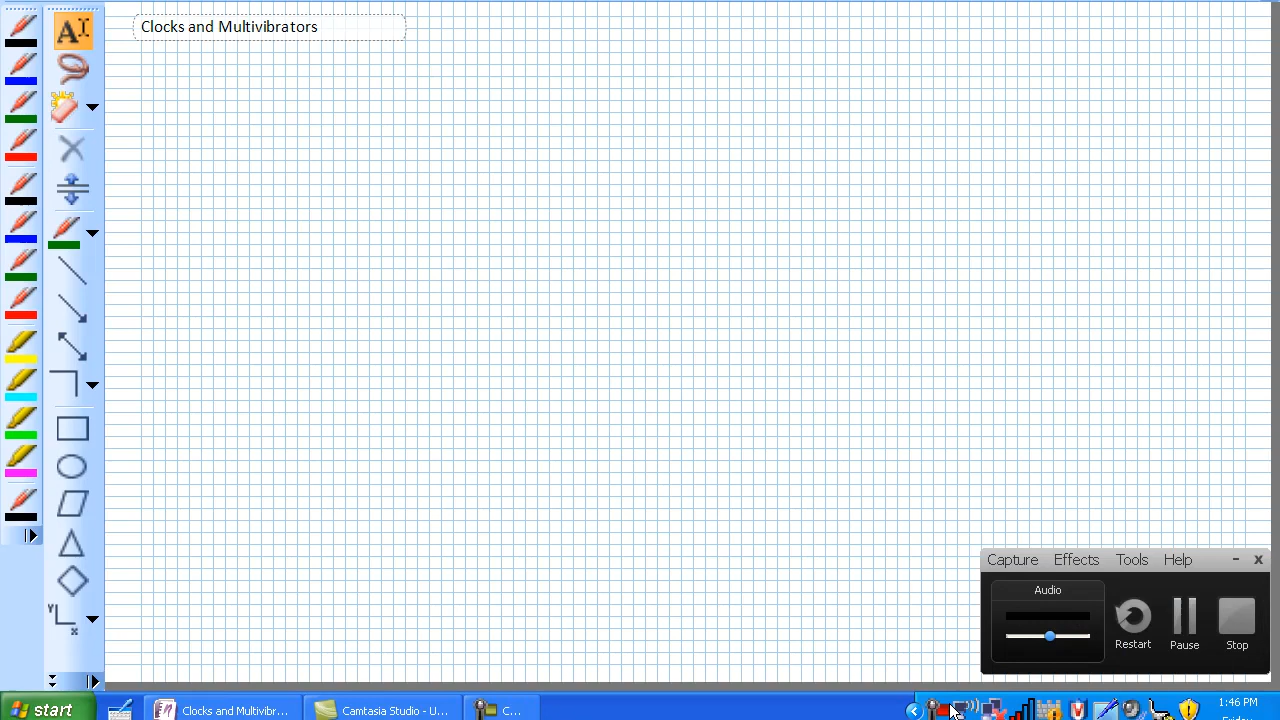 Clocks and Multivibrators
A
Y
x
Capture Effects Tools Help
Audio
Restart Pause Stop
start
Clocks and Multivibr...
Camtasia Studio - U...
C...
1:46 PM
Friday